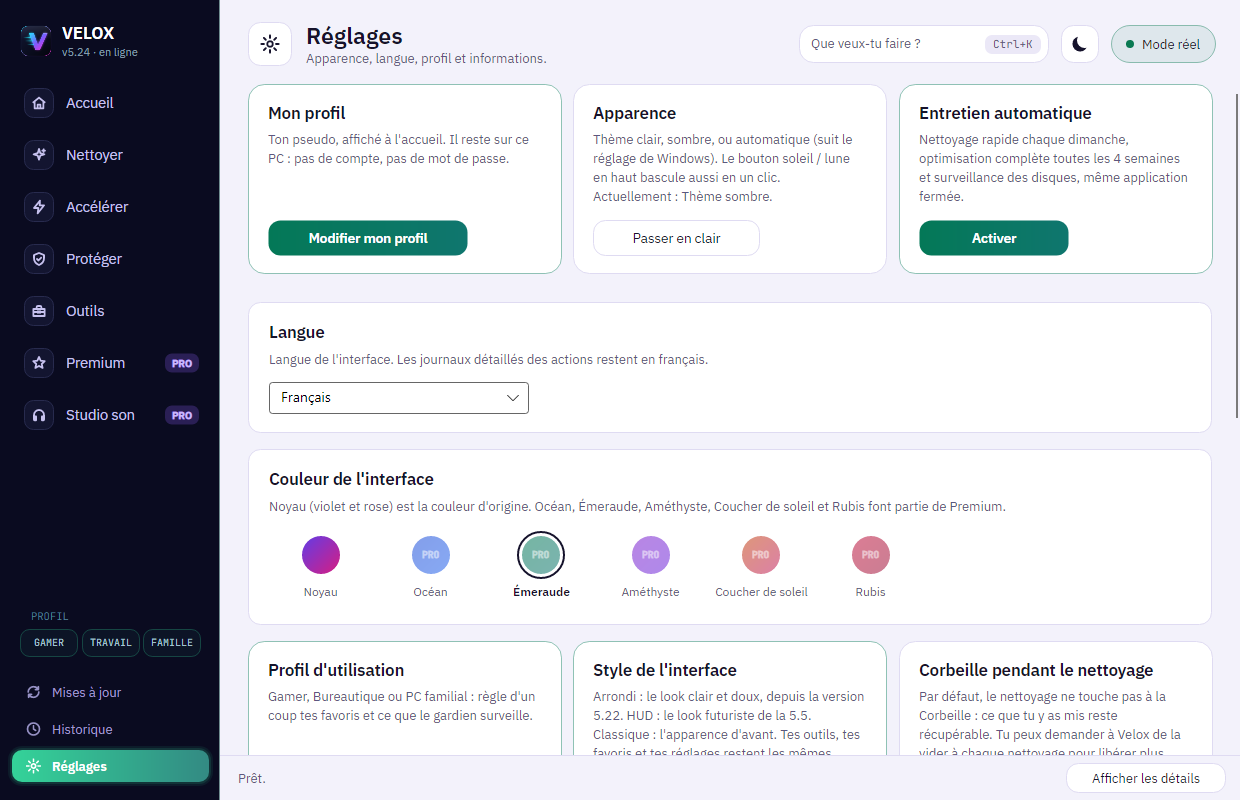 VELOX
v5.24 · en ligne
Accueil
Nettoyer
Accélérer
Protéger
Outils
Premium PRO
Studio son PRO
PROFIL
GAMER TRAVAIL FAMILLE
Mises à jour
Historique
Réglages
Réglages
Apparence, langue, profil et informations.
Que veux-tu faire ? Ctrl+K
Mode réel
Mon profil
Ton pseudo, affiché à l'accueil. Il reste sur ce
PC : pas de compte, pas de mot de passe.
Modifier mon profil
Apparence
Thème clair, sombre, ou automatique (suit le
réglage de Windows). Le bouton soleil / lune
en haut bascule aussi en un clic.
Actuellement : Thème sombre.
Passer en clair
Entretien automatique
Nettoyage rapide chaque dimanche,
optimisation complète toutes les 4 semaines
et surveillance des disques, même application
fermée.
Activer
Langue
Langue de l'interface. Les journaux détaillés des actions restent en français.
Français
Couleur de l'interface
Noyau (violet et rose) est la couleur d'origine. Océan, Émeraude, Améthyste, Coucher de soleil et Rubis font partie de Premium.
PRO PRO PRO PRO PRO
Noyau Océan Émeraude Améthyste Coucher de soleil Rubis
Profil d'utilisation
Gamer, Bureautique ou PC familial : règle d'un
coup tes favoris et ce que le gardien surveille.
Style de l'interface
Arrondi : le look clair et doux, depuis la version
5.22. HUD : le look futuriste de la 5.5.
Classique : l'apparence d'avant. Tes outils, tes
favoris et tes réglages restent les mêmes.
Corbeille pendant le nettoyage
Par défaut, le nettoyage ne touche pas à la
Corbeille : ce que tu y as mis reste
récupérable. Tu peux demander à Velox de la
vider à chaque nettoyage pour libérer plus
Prêt.
Afficher les détails